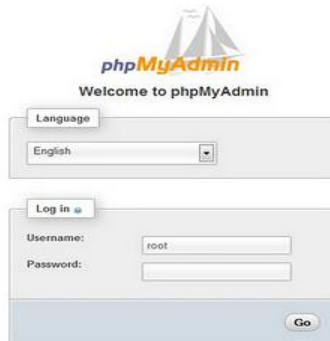 phpMyAdmin
Welcome to phpMyAdmin
Language
English
Log in
Username:
root
Password:
Go